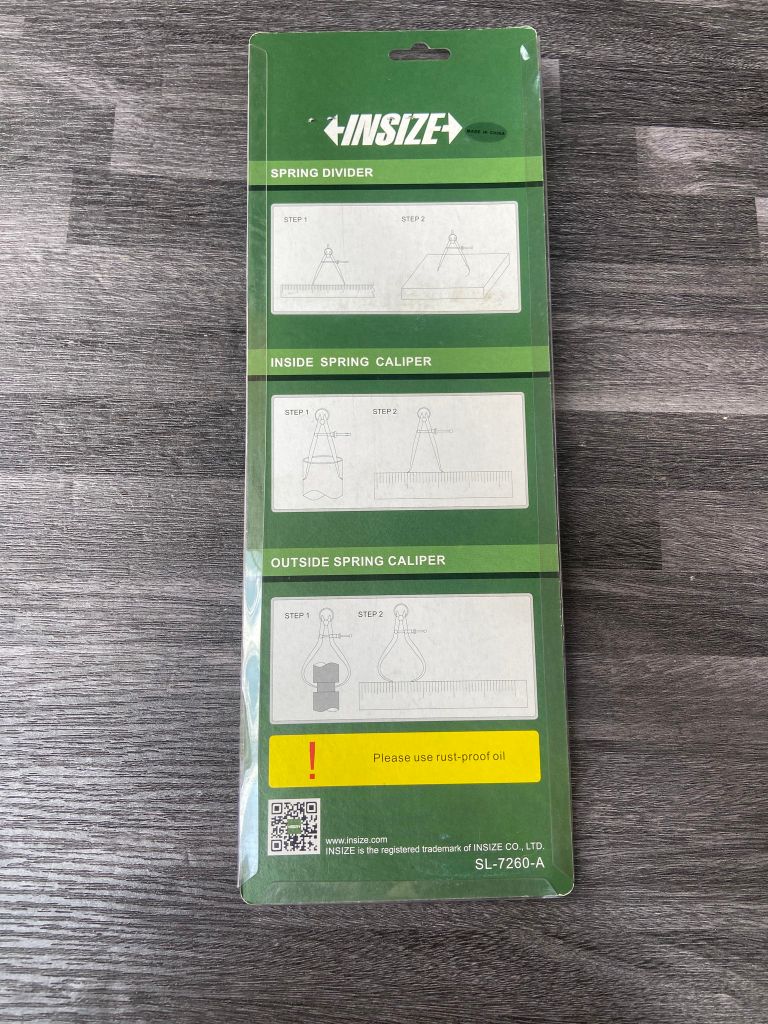 INSIZE
MADE IN CHINA
SPRING DIVIDER
STEP 1 STEP 2
INSIDE SPRING CALIPER
STEP 1 STEP 2
OUTSIDE SPRING CALIPER
STEP 1 STEP 2
! Please use rust-proof oil
www.insize.com
INSIZE is the registered trademark of INSIZE CO., LTD.
SL-7260-A